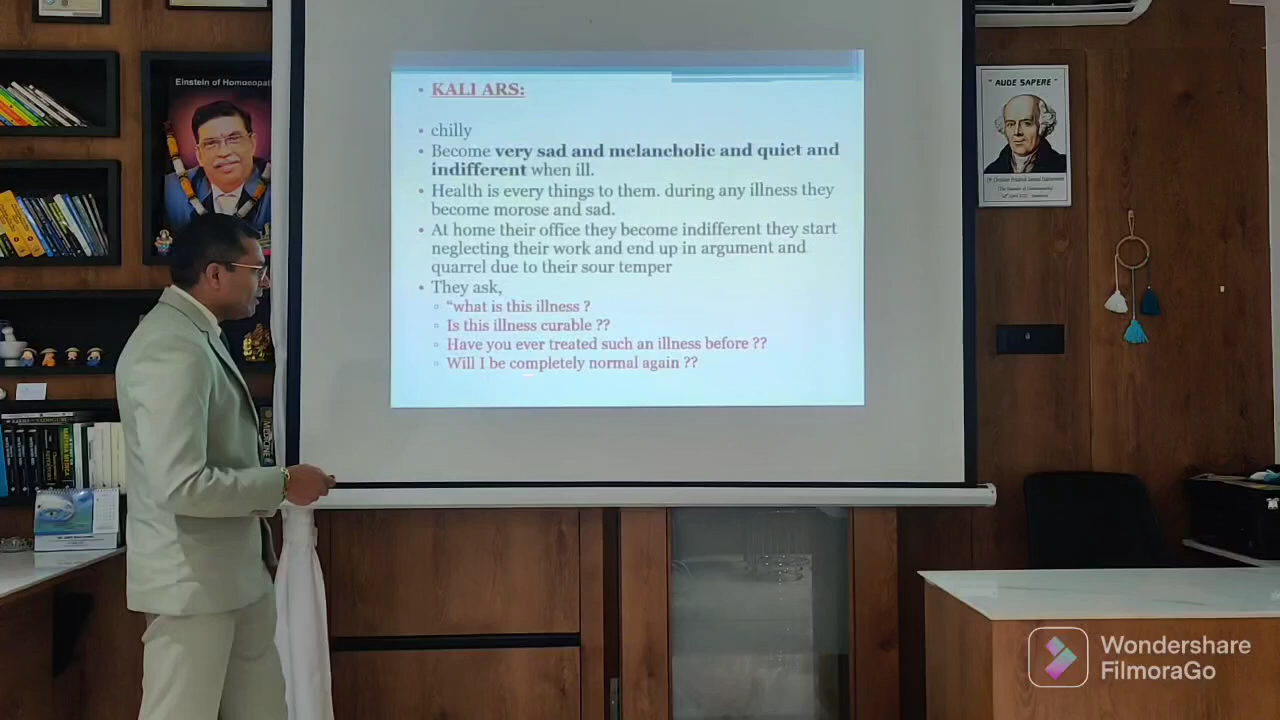 Einstein of Homoeopath
KALI ARS:
chilly
Become very sad and melancholic and quiet and
indifferent when ill.
Health is every things to them. during any illness they
become morose and sad.
At home their office they become indifferent they start
neglecting their work and end up in argument and
quarrel due to their sour temper
They ask,
"what is this illness ?
Is this illness curable ??
Have you ever treated such an illness before ??
Will I be completely normal again ??
" AUDE SAPERE "
Wondershare
FilmoraGo